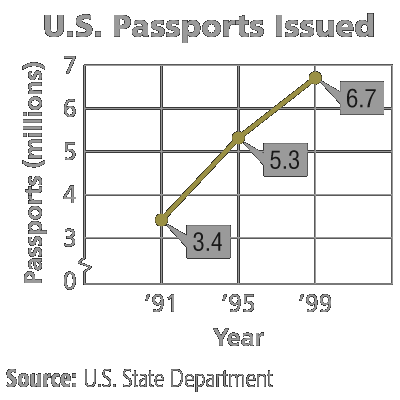 U.S. Passports Issued
Passports (millions)
7
6
5
4
3
0
6.7
5.3
3.4
'91 '95 '99
Year
Source: U.S. State Department